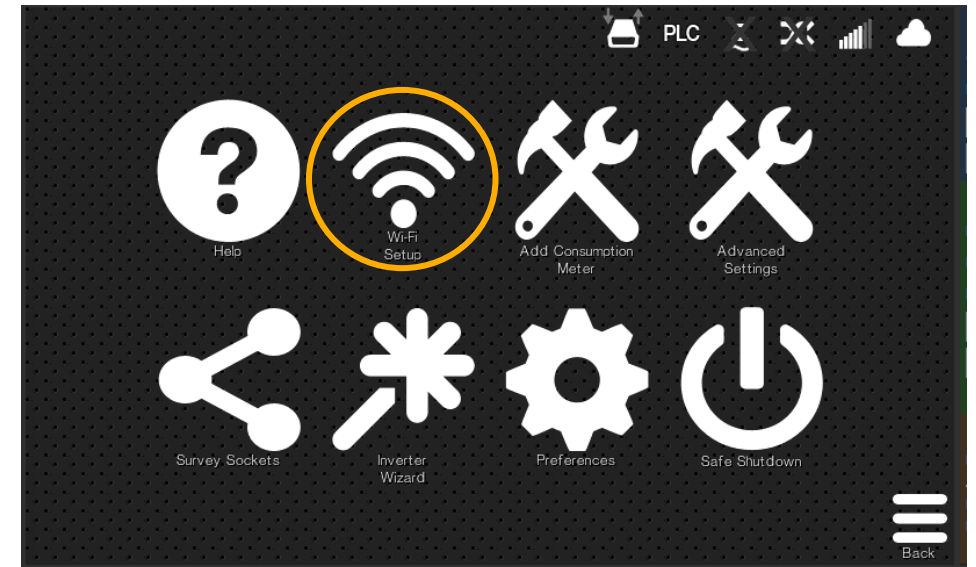 PLC
?
Help
Wi-Fi
Setup
Add Consumption
Meter
Advanced
Settings
Survey Sockets
Inverter
Wizard
Preferences
Safe Shutdown
Back